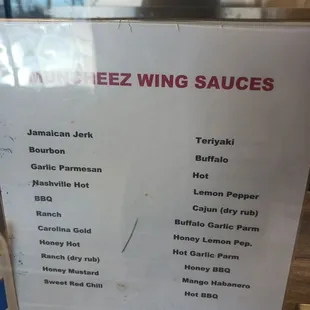 MUNCHEEZ WING SAUCES
Jamaican Jerk
Bourbon
Garlic Parmesan
Nashville Hot
BBQ
Ranch
Carolina Gold
Honey Hot
Ranch (dry rub)
Honey Mustard
Sweet Red Chili
Teriyaki
Buffalo
Hot
Lemon Pepper
Cajun (dry rub)
Buffalo Garlic Parm
Honey Lemon Pep.
Hot Garlic Parm
Honey BBQ
Mango Habanero
Hot BBQ